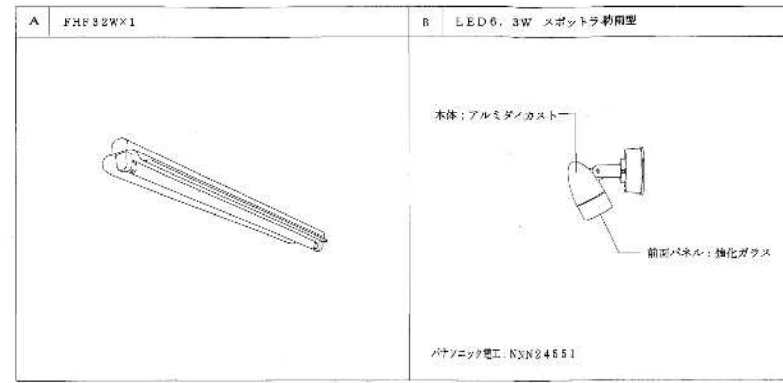 A FHF32W×1
B LED6. 3W スポットラ 防雨型
本体：アルミダイカスト
前面パネル：強化ガラス
パナソニック電工：NNN24551